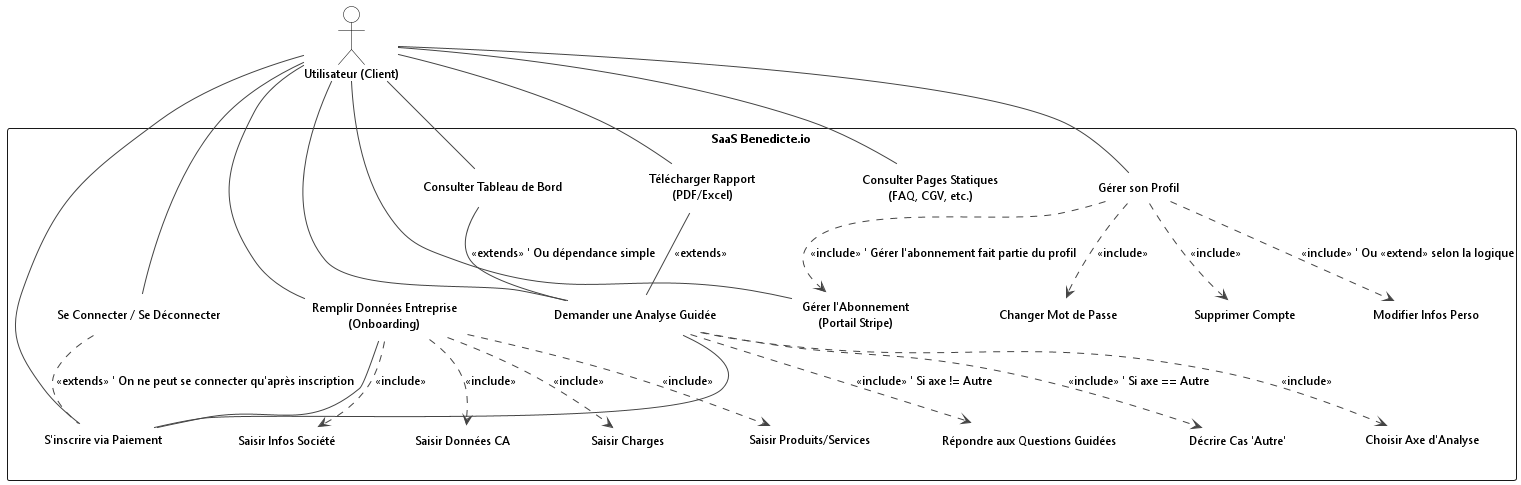 Utilisateur (Client)
SaaS Benedicte.io
Consulter Tableau de Bord
Télécharger Rapport
(PDF/Excel)
Consulter Pages Statiques
(FAQ, CGV, etc.)
Gérer son Profil
«extends» ' Ou dépendance simple
«extends»
«include» ' Gérer l'abonnement fait partie du profil
«include»
«include»
«include» ' Ou «extend» selon la logique
Se Connecter / Se Déconnecter
Remplir Données Entreprise
(Onboarding)
Demander une Analyse Guidée
Gérer l'Abonnement
(Portail Stripe)
Changer Mot de Passe
Supprimer Compte
Modifier Infos Perso
«extends» ' On ne peut se connecter qu'après inscription
«include»
«include»
«include»
«include»
«include» ' Si axe != Autre
«include» ' Si axe == Autre
«include»
S'inscrire via Paiement
Saisir Infos Société
Saisir Données CA
Saisir Charges
Saisir Produits/Services
Répondre aux Questions Guidées
Décrire Cas 'Autre'
Choisir Axe d'Analyse